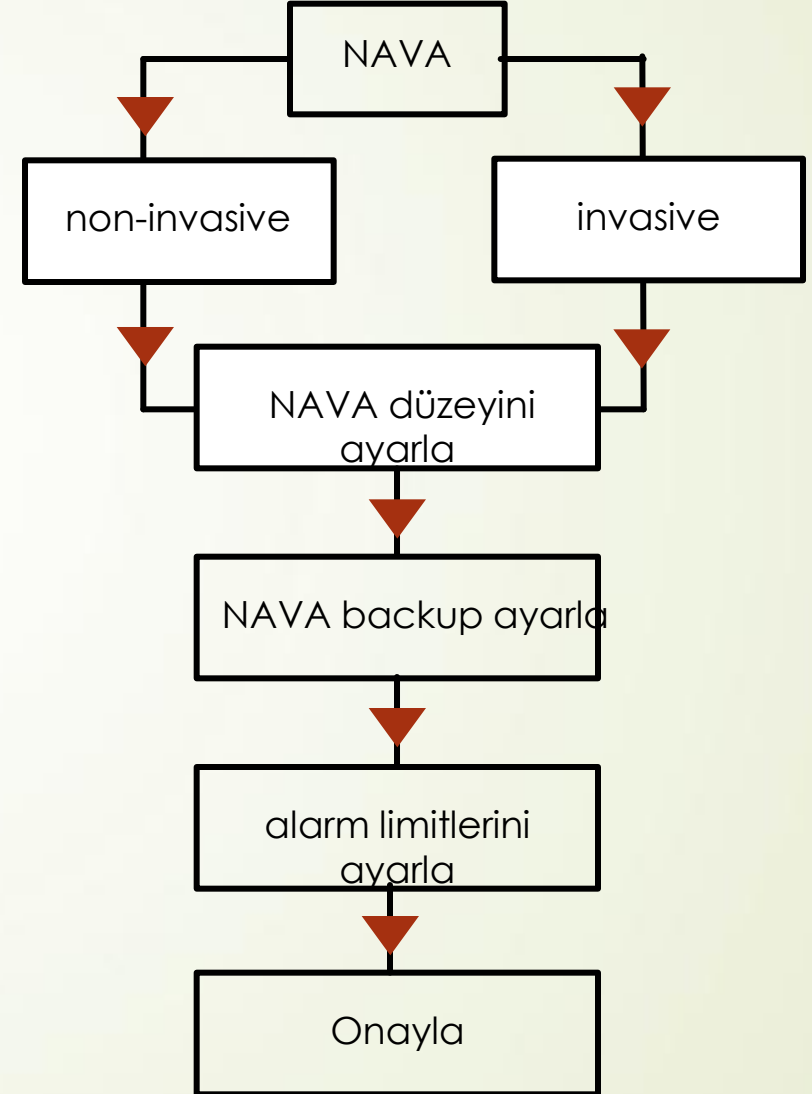 NAVA
non-invasive
invasive
NAVA düzeyini
ayarla
NAVA backup ayarla
alarm limitlerini
ayarla
Onayla